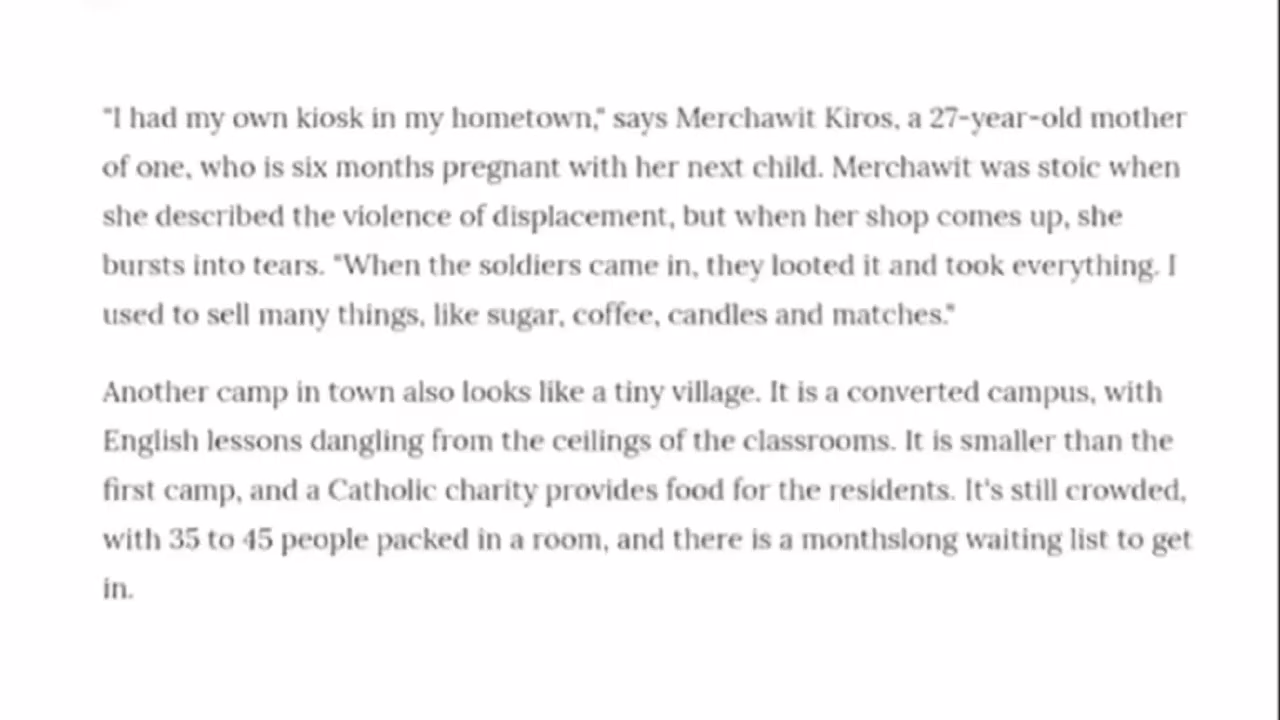 "I had my own kiosk in my hometown," says Merchawit Kiros, a 27-year-old mother
of one, who is six months pregnant with her next child. Merchawit was stoic when
she described the violence of displacement, but when her shop comes up, she
bursts into tears. "When the soldiers came in, they looted it and took everything. I
used to sell many things, like sugar, coffee, candles and matches."
Another camp in town also looks like a tiny village. It is a converted campus, with
English lessons dangling from the ceilings of the classrooms. It is smaller than the
first camp, and a Catholic charity provides food for the residents. It's still crowded,
with 35 to 45 people packed in a room, and there is a monthslong waiting list to get
in.